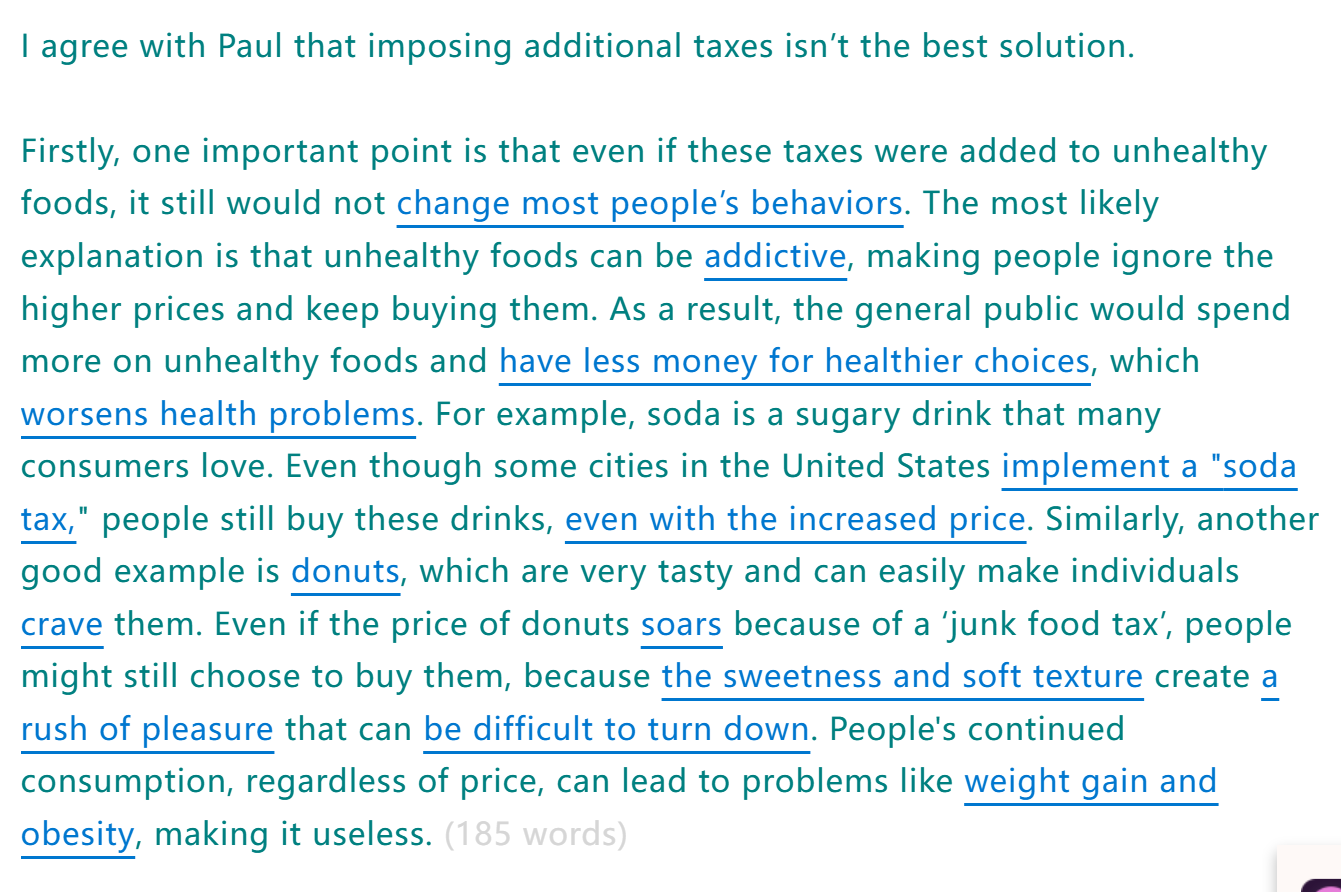 I agree with Paul that imposing additional taxes isn’t the best solution.
Firstly, one important point is that even if these taxes were added to unhealthy
foods, it still would not change most people’s behaviors. The most likely
explanation is that unhealthy foods can be addictive, making people ignore the
higher prices and keep buying them. As a result, the general public would spend
more on unhealthy foods and have less money for healthier choices, which
worsens health problems. For example, soda is a sugary drink that many
consumers love. Even though some cities in the United States implement a "soda
tax," people still buy these drinks, even with the increased price. Similarly, another
good example is donuts, which are very tasty and can easily make individuals
crave them. Even if the price of donuts soars because of a ‘junk food tax’, people
might still choose to buy them, because the sweetness and soft texture create a
rush of pleasure that can be difficult to turn down. People's continued
consumption, regardless of price, can lead to problems like weight gain and
obesity, making it useless. (185 words)